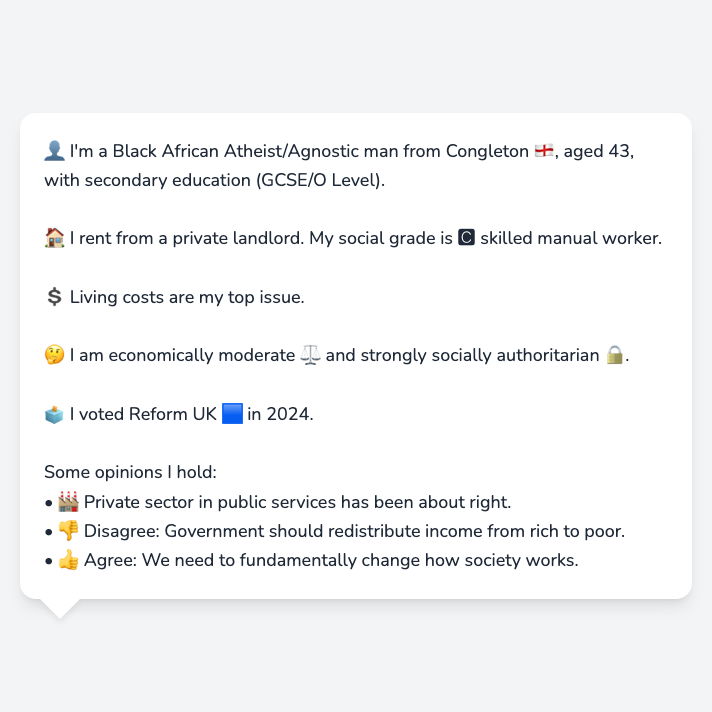 👤 I'm a Black African Atheist/Agnostic man from Congleton 🏴󠁧󠁢󠁥󠁮󠁧󠁿, aged 43,
with secondary education (GCSE/O Level).
🏠 I rent from a private landlord. My social grade is 🅲 skilled manual worker.
💲 Living costs are my top issue.
🤔 I am economically moderate ⚖️ and strongly socially authoritarian 🔒.
🗳️ I voted Reform UK 🟦 in 2024.
Some opinions I hold:
• 🏭 Private sector in public services has been about right.
• 👎 Disagree: Government should redistribute income from rich to poor.
• 👍 Agree: We need to fundamentally change how society works.